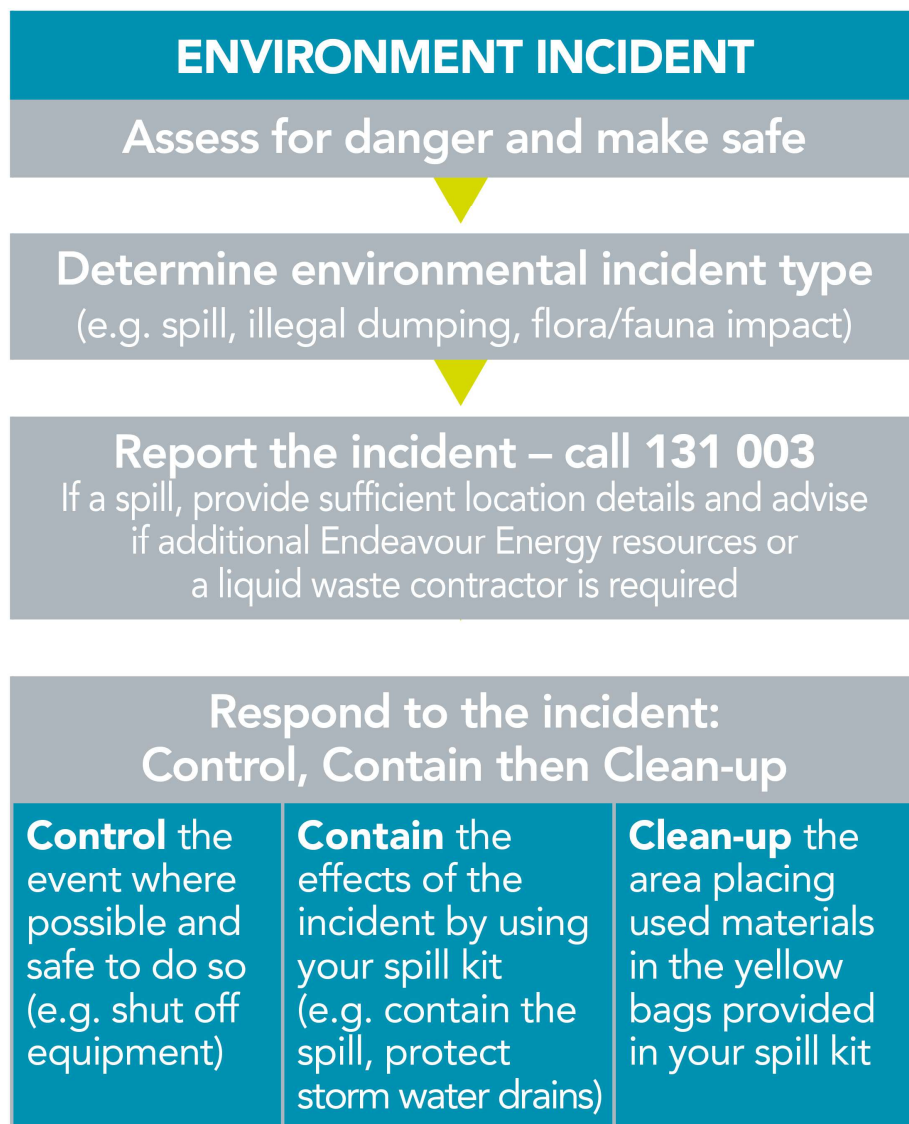 ENVIRONMENT INCIDENT
Assess for danger and make safe
Determine environmental incident type
(e.g. spill, illegal dumping, flora/fauna impact)
Report the incident – call 131 003
If a spill, provide sufficient location details and advise
if additional Endeavour Energy resources or
a liquid waste contractor is required
Respond to the incident:
Control, Contain then Clean-up
Control the
event where
possible and
safe to do so
(e.g. shut off
equipment)
Contain the
effects of the
incident by using
your spill kit
(e.g. contain the
spill, protect
storm water drains)
Clean-up the
area placing
used materials
in the yellow
bags provided
in your spill kit